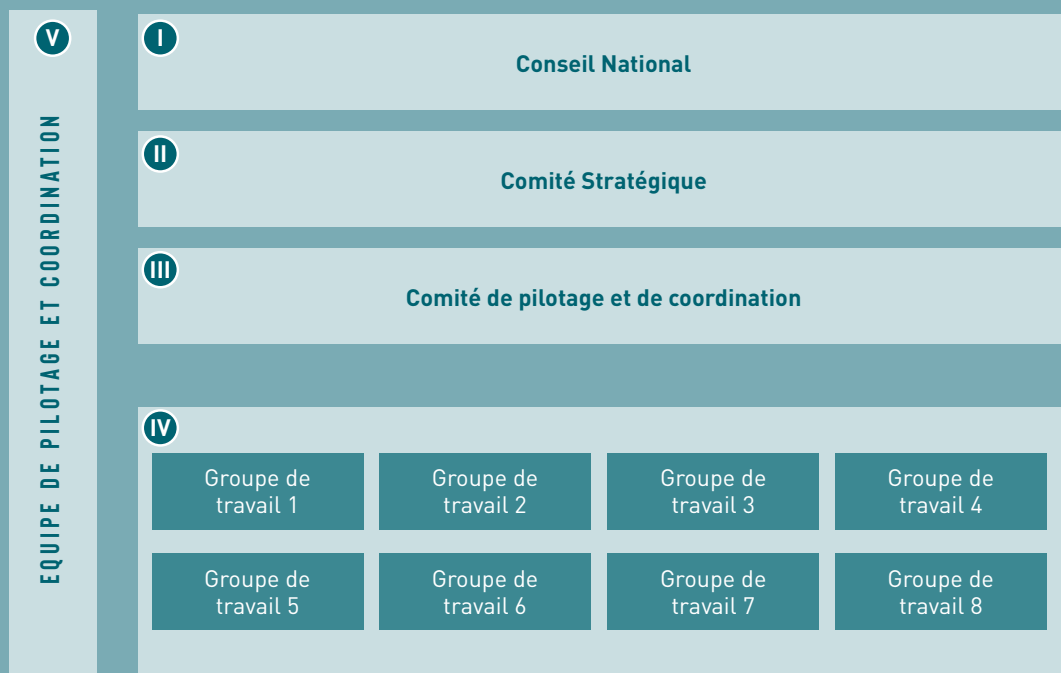 V
EQUIPE DE PILOTAGE ET COORDINATION
I
Conseil National
II
Comité Stratégique
III
Comité de pilotage et de coordination
IV
Groupe de
travail 1
Groupe de
travail 2
Groupe de
travail 3
Groupe de
travail 4
Groupe de
travail 5
Groupe de
travail 6
Groupe de
travail 7
Groupe de
travail 8